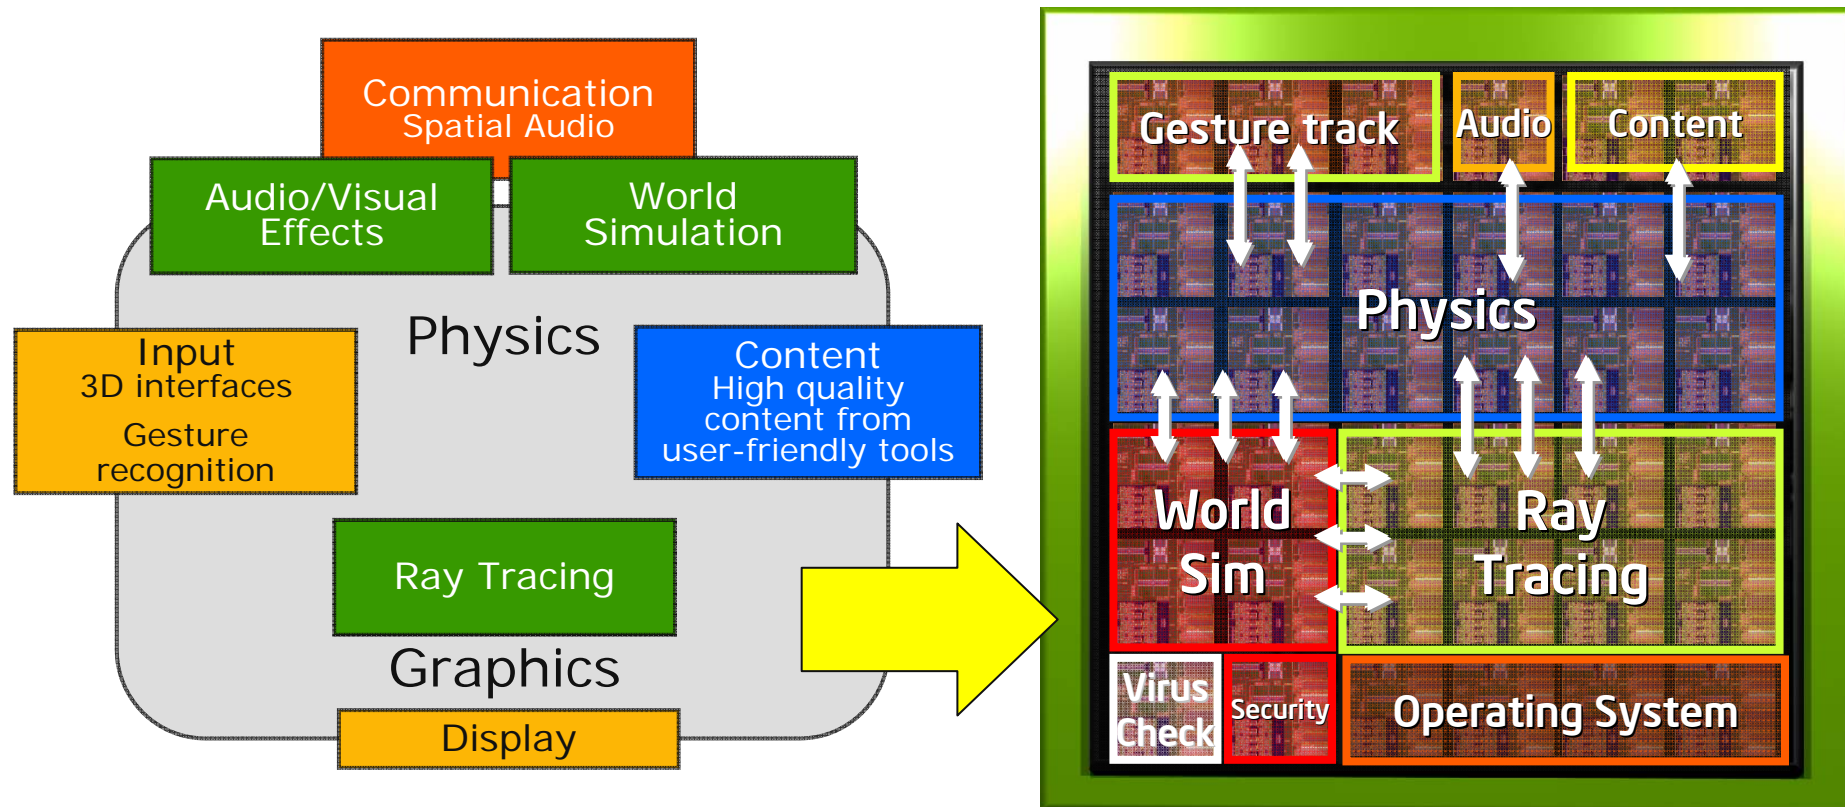 Communication
Spatial Audio
Audio/Visual
Effects
World
Simulation
Physics
Input
3D interfaces
Gesture
recognition
Content
High quality
content from
user-friendly tools
Ray Tracing
Graphics
Display
Gesture track
Audio
Content
Physics
World
Sim
Ray
Tracing
Virus
Check
Security
Operating System